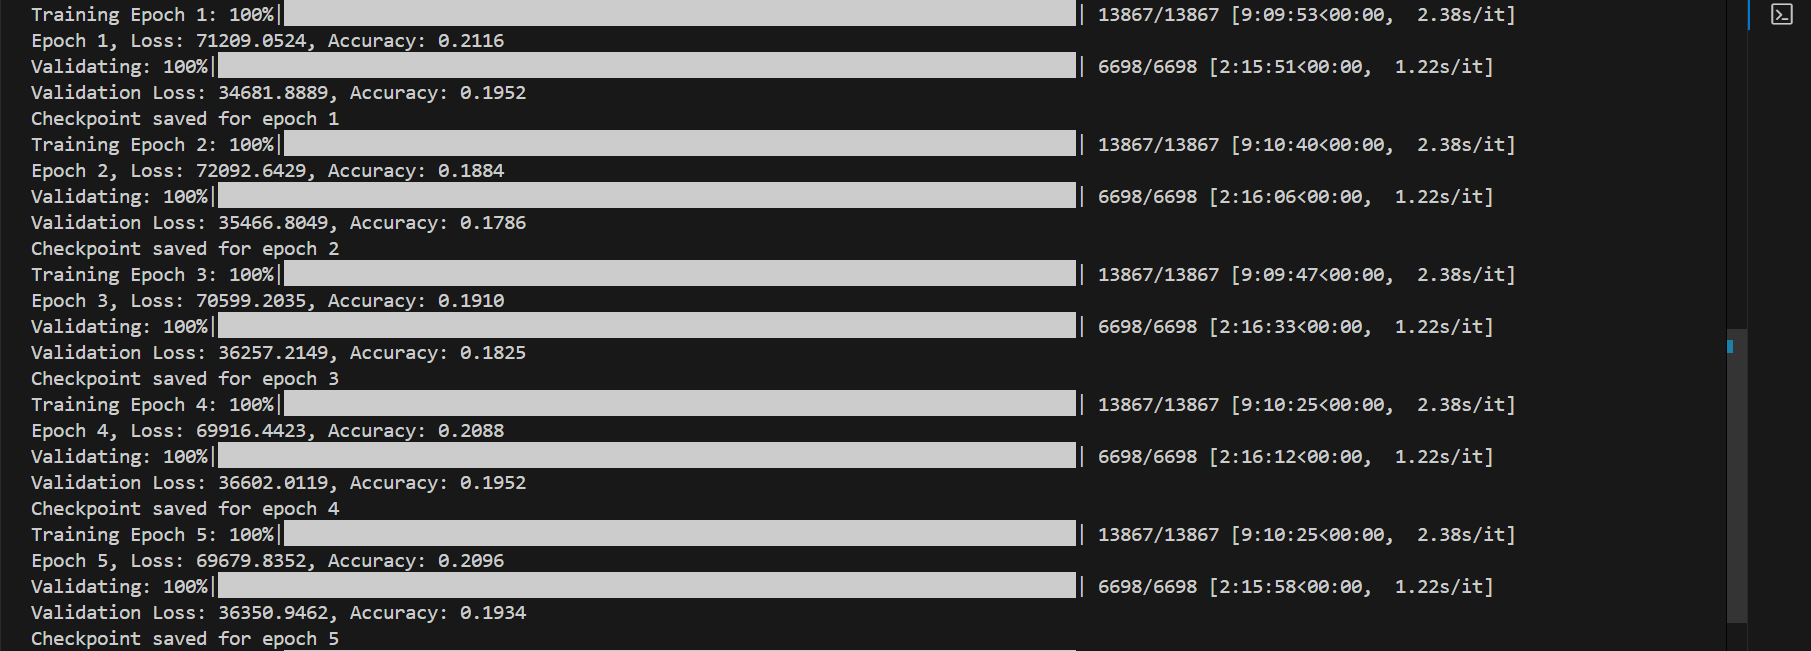 Training Epoch 1: 100%|| 13867/13867 [9:09:53<00:00, 2.38s/it]
Epoch 1, Loss: 71209.0524, Accuracy: 0.2116
Validating: 100%|| 6698/6698 [2:15:51<00:00, 1.22s/it]
Validation Loss: 34681.8889, Accuracy: 0.1952
Checkpoint saved for epoch 1
Training Epoch 2: 100%|| 13867/13867 [9:10:40<00:00, 2.38s/it]
Epoch 2, Loss: 72092.6429, Accuracy: 0.1884
Validating: 100%|| 6698/6698 [2:16:06<00:00, 1.22s/it]
Validation Loss: 35466.8049, Accuracy: 0.1786
Checkpoint saved for epoch 2
Training Epoch 3: 100%|| 13867/13867 [9:09:47<00:00, 2.38s/it]
Epoch 3, Loss: 70599.2035, Accuracy: 0.1910
Validating: 100%|| 6698/6698 [2:16:33<00:00, 1.22s/it]
Validation Loss: 36257.2149, Accuracy: 0.1825
Checkpoint saved for epoch 3
Training Epoch 4: 100%|| 13867/13867 [9:10:25<00:00, 2.38s/it]
Epoch 4, Loss: 69916.4423, Accuracy: 0.2088
Validating: 100%|| 6698/6698 [2:16:12<00:00, 1.22s/it]
Validation Loss: 36602.0119, Accuracy: 0.1952
Checkpoint saved for epoch 4
Training Epoch 5: 100%|| 13867/13867 [9:10:25<00:00, 2.38s/it]
Epoch 5, Loss: 69679.8352, Accuracy: 0.2096
Validating: 100%|| 6698/6698 [2:15:58<00:00, 1.22s/it]
Validation Loss: 36350.9462, Accuracy: 0.1934
Checkpoint saved for epoch 5